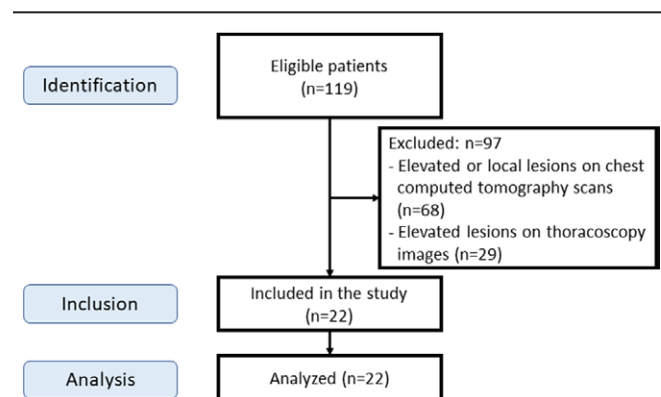 Identification
Eligible patients
(n=119)
Excluded: n=97
- Elevated or local lesions on chest
computed tomography scans
(n=68)
- Elevated lesions on thoracoscopy
images (n=29)
Inclusion
Included in the study
(n=22)
Analysis
Analyzed (n=22)